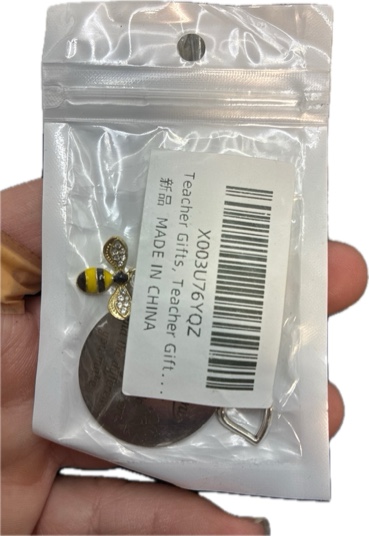 X003U76YQZ
Teacher Gifts, Teacher Gift...
新品 MADE IN CHINA